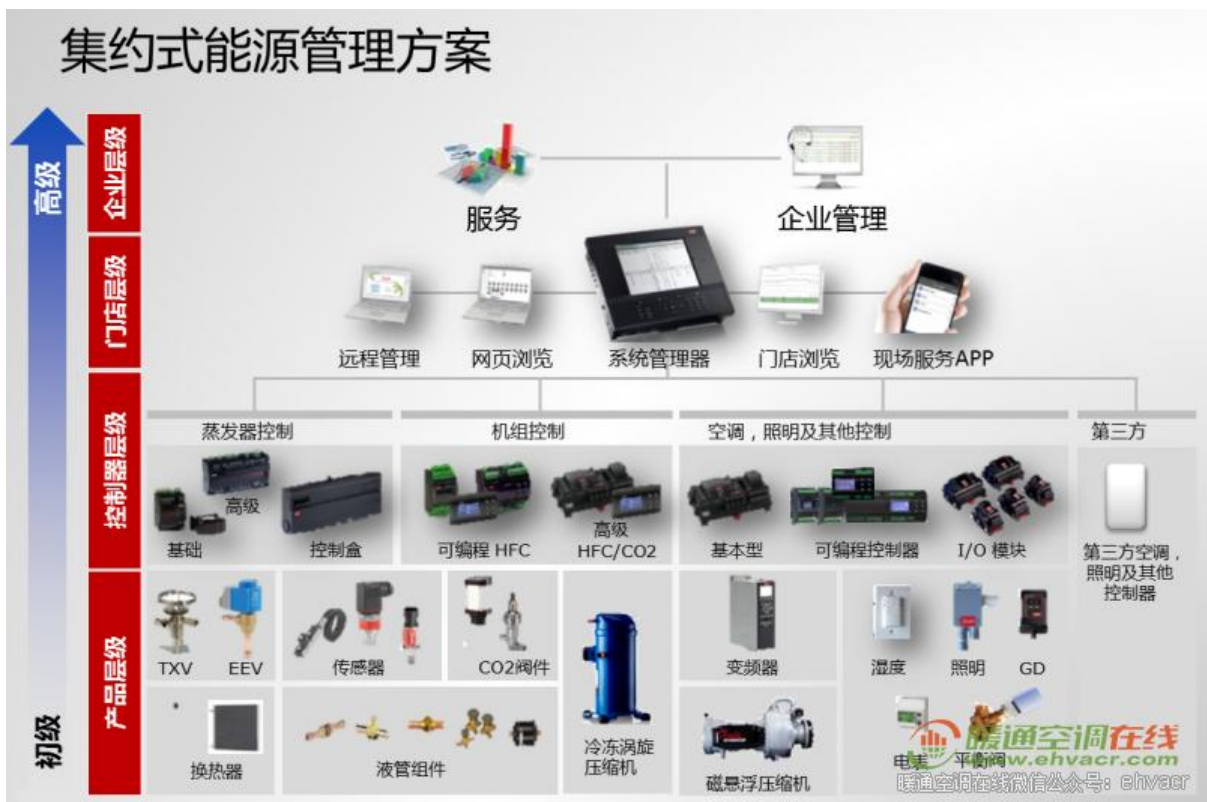 集约式能源管理方案
高级
企业层级
服务
企业管理
门店层级
远程管理
网页浏览
系统管理器
门店浏览
现场服务APP
控制器层级
蒸发器控制
机组控制
空调，照明及其他控制
第三方
基础
高级
控制盒
可编程 HFC
高级
HFC/CO2
基本型
可编程控制器
I/O 模块
第三方空调，
照明及其他
控制器
产品层级
TXV
EEV
传感器
CO2阀件
变频器
湿度
照明
GD
初级
换热器
液管组件
冷冻涡旋
压缩机
磁悬浮压缩机
电表
平衡阀
暖通空调在线
www.ehvacr.com
暖通空调在线微信公众号：ehvacr